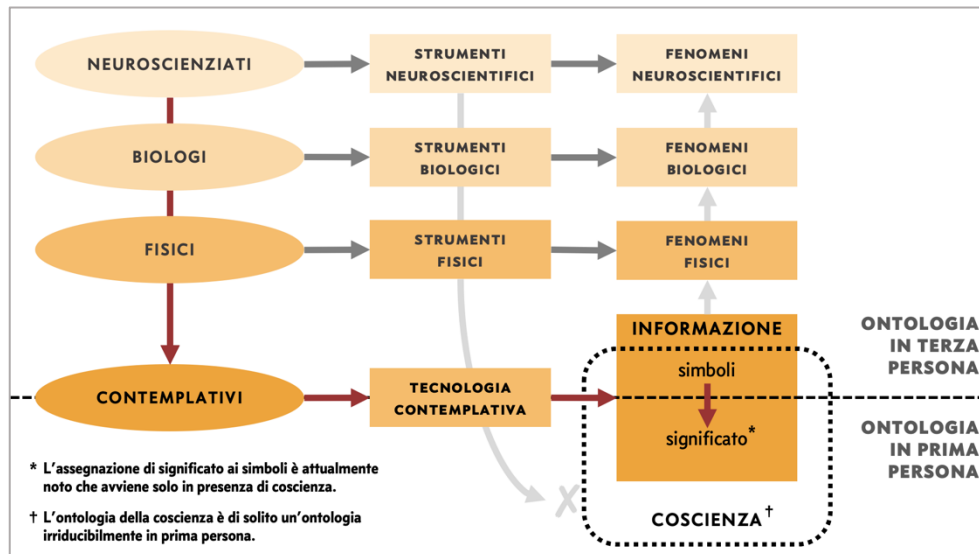 NEUROSCIENZIATI
STRUMENTI
NEUROSCIENTIFICI
FENOMENI
NEUROSCIENTIFICI
BIOLOGI
STRUMENTI
BIOLOGICI
FENOMENI
BIOLOGICI
FISICI
STRUMENTI
FISICI
FENOMENI
FISICI
INFORMAZIONE
simboli
significato*
ONTOLOGIA
IN TERZA
PERSONA
CONTEMPLATIVI
TECNOLOGIA
CONTEMPLATIVA
ONTOLOGIA
IN PRIMA
PERSONA
COSCIENZA†
* L'assegnazione di significato ai simboli è attualmente
noto che avviene solo in presenza di coscienza.
† L'ontologia della coscienza è di solito un'ontologia
irriducibilmente in prima persona.